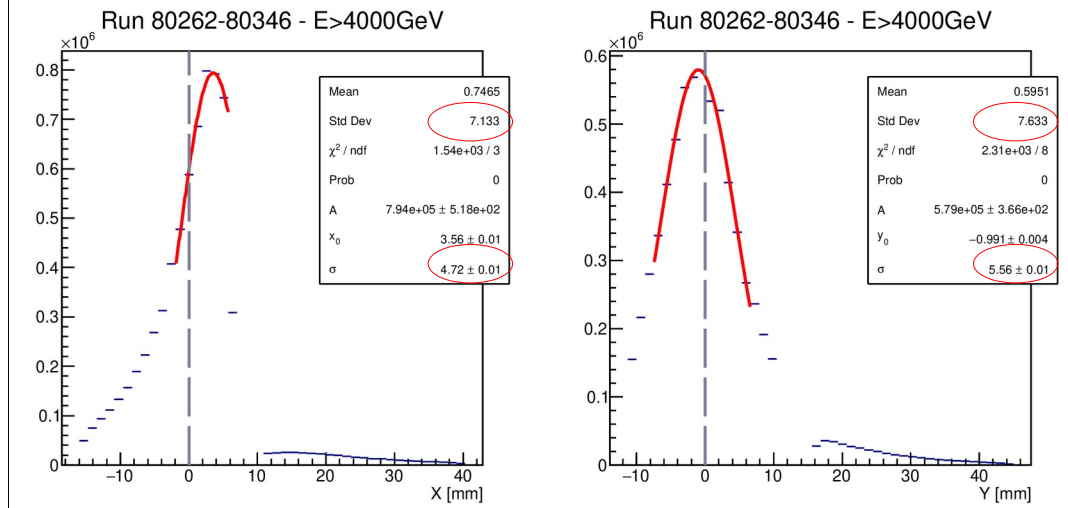 Run 80262-80346 - E>4000GeV
×10⁶
0.8
0.7
0.6
0.5
0.4
0.3
0.2
0.1
0
−10
0
10
20
30
40
X [mm]
Mean 0.7465
Std Dev 7.133
χ² / ndf 1.54e+03 / 3
Prob 0
A 7.94e+05 ± 5.18e+02
x₀ 3.56 ± 0.01
σ 4.72 ± 0.01
Run 80262-80346 - E>4000GeV
×10⁶
0.6
0.5
0.4
0.3
0.2
0.1
0
−10
0
10
20
30
40
Y [mm]
Mean 0.5951
Std Dev 7.633
χ² / ndf 2.31e+03 / 8
Prob 0
A 5.79e+05 ± 3.66e+02
y₀ −0.991 ± 0.004
σ 5.56 ± 0.01